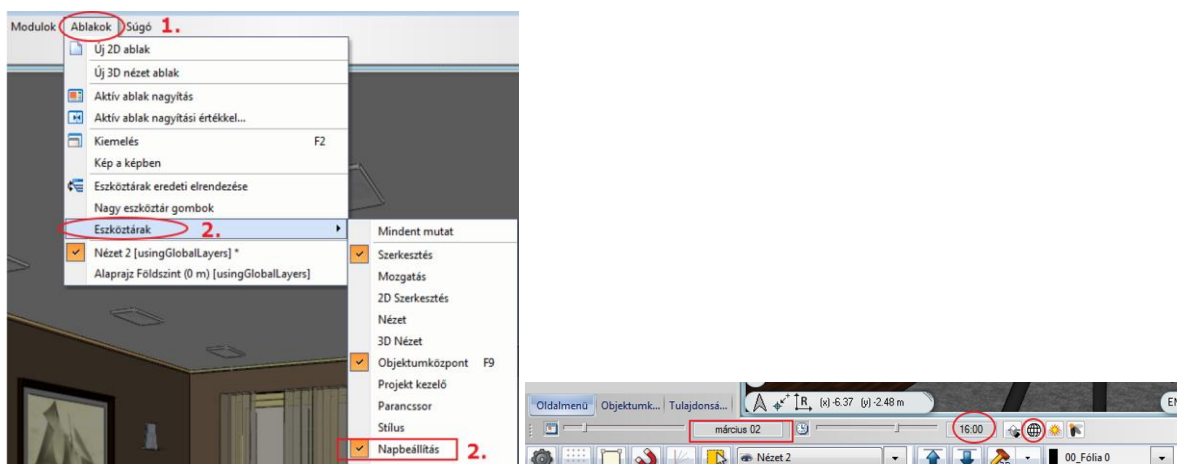 Modulok Ablakok Súgó 1.
Új 2D ablak
Új 3D nézet ablak
Aktív ablak nagyítás
Aktív ablak nagyítási értékkel...
Kiemelés F2
Kép a képben
Eszköztárak eredeti elrendezése
Nagy eszköztár gombok
Eszköztárak 2.
Nézet 2 [usingGlobalLayers] *
Alaprajz Földszint (0 m) [usingGlobalLayers]
Mindent mutat
Szerkesztés
Mozgatás
2D Szerkesztés
Nézet
3D Nézet
Objektumközpont F9
Projekt kezelő
Parancssor
Stílus
Napbeállítás 2.
Oldalmenü Objektumk... Tulajdonsá... R (x) -6.37 (y) -2.48 m
március 02 16:00
Nézet 2 00_Fólia 0